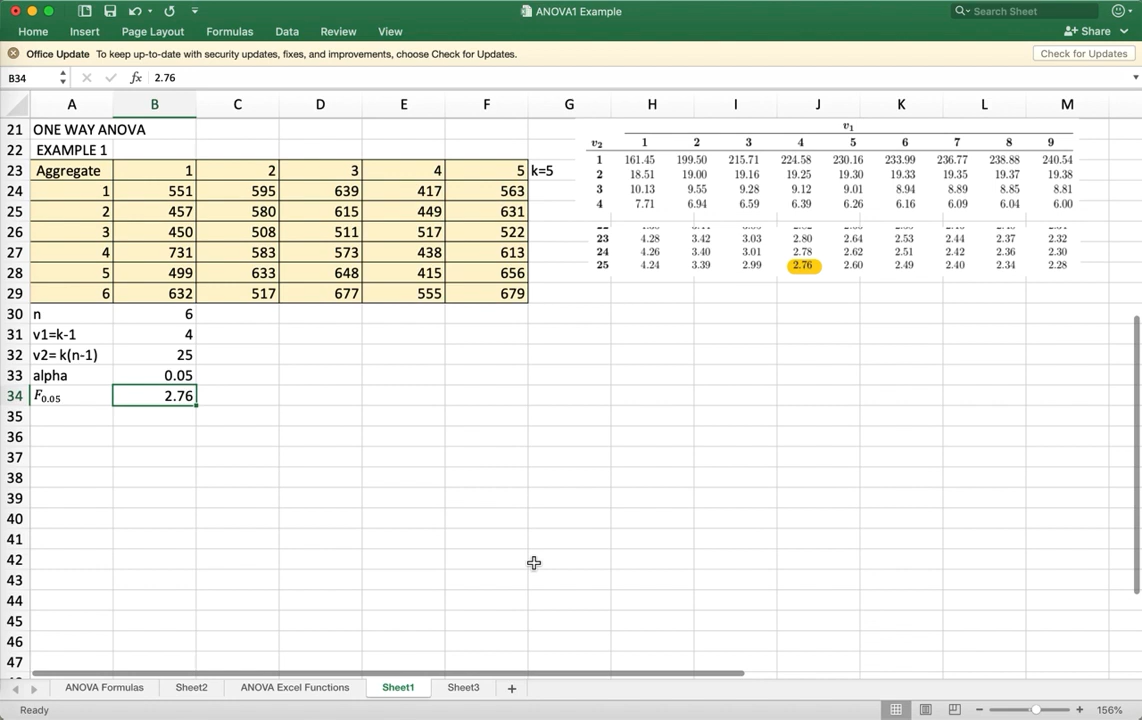 ANOVA1 Example
Search Sheet
Home Insert Page Layout Formulas Data Review View
Share
Office Update To keep up-to-date with security updates, fixes, and improvements, choose Check for Updates.
Check for Updates
B34 fx 2.76
A B C D E F G H I J K L M
21 ONE WAY ANOVA
22 EXAMPLE 1
23 Aggregate 1 2 3 4 5 k=5
24 1 551 595 639 417 563
25 2 457 580 615 449 631
26 3 450 508 511 517 522
27 4 731 583 573 438 613
28 5 499 633 648 415 656
29 6 632 517 677 555 679
30 n 6
31 v1=k-1 4
32 v2= k(n-1) 25
33 alpha 0.05
34 F0.05 2.76
35
36
37
38
39
40
41
42
43
44
45
46
47
v1
v2 1 2 3 4 5 6 7 8 9
1 161.45 199.50 215.71 224.58 230.16 233.99 236.77 238.88 240.54
2 18.51 19.00 19.16 19.25 19.30 19.33 19.35 19.37 19.38
3 10.13 9.55 9.28 9.12 9.01 8.94 8.89 8.85 8.81
4 7.71 6.94 6.59 6.39 6.26 6.16 6.09 6.04 6.00
23 4.28 3.42 3.03 2.80 2.64 2.53 2.44 2.37 2.32
24 4.26 3.40 3.01 2.78 2.62 2.51 2.42 2.36 2.30
25 4.24 3.39 2.99 2.76 2.60 2.49 2.40 2.34 2.28
ANOVA Formulas Sheet2 ANOVA Excel Functions Sheet1 Sheet3 +
Ready
156%